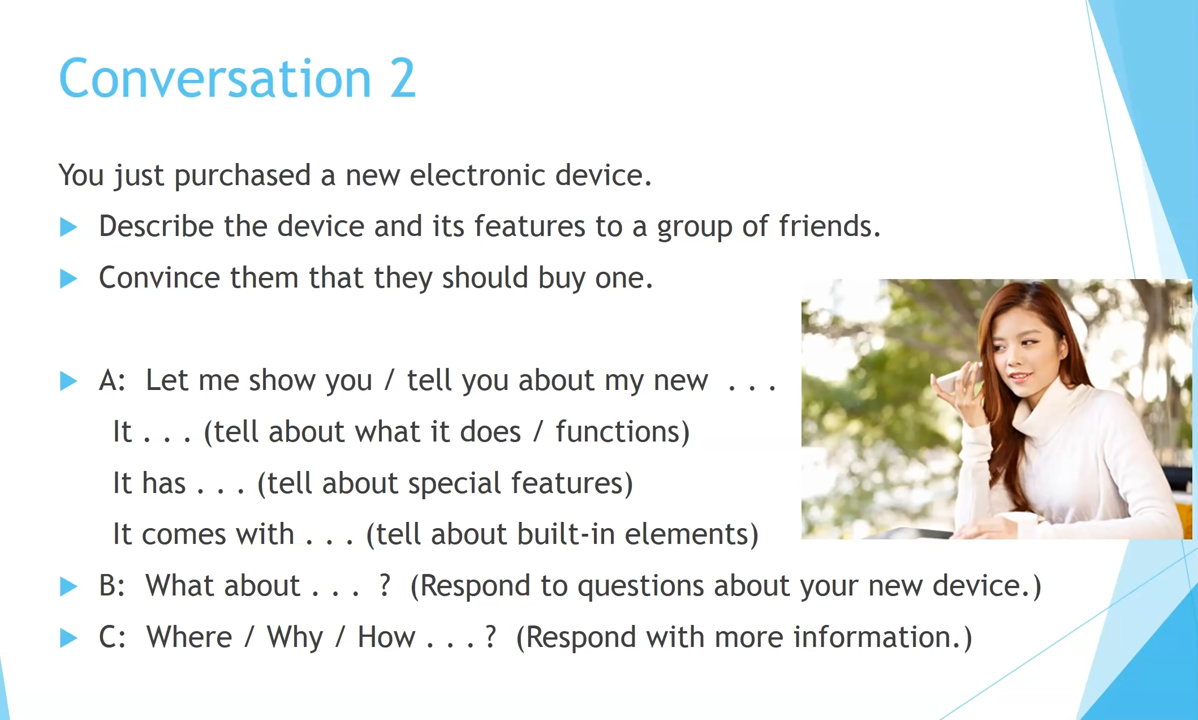 Conversation 2
You just purchased a new electronic device.
Describe the device and its features to a group of friends.
Convince them that they should buy one.
A: Let me show you / tell you about my new . . .
It . . . (tell about what it does / functions)
It has . . . (tell about special features)
It comes with . . . (tell about built-in elements)
B: What about . . . ? (Respond to questions about your new device.)
C: Where / Why / How . . . ? (Respond with more information.)